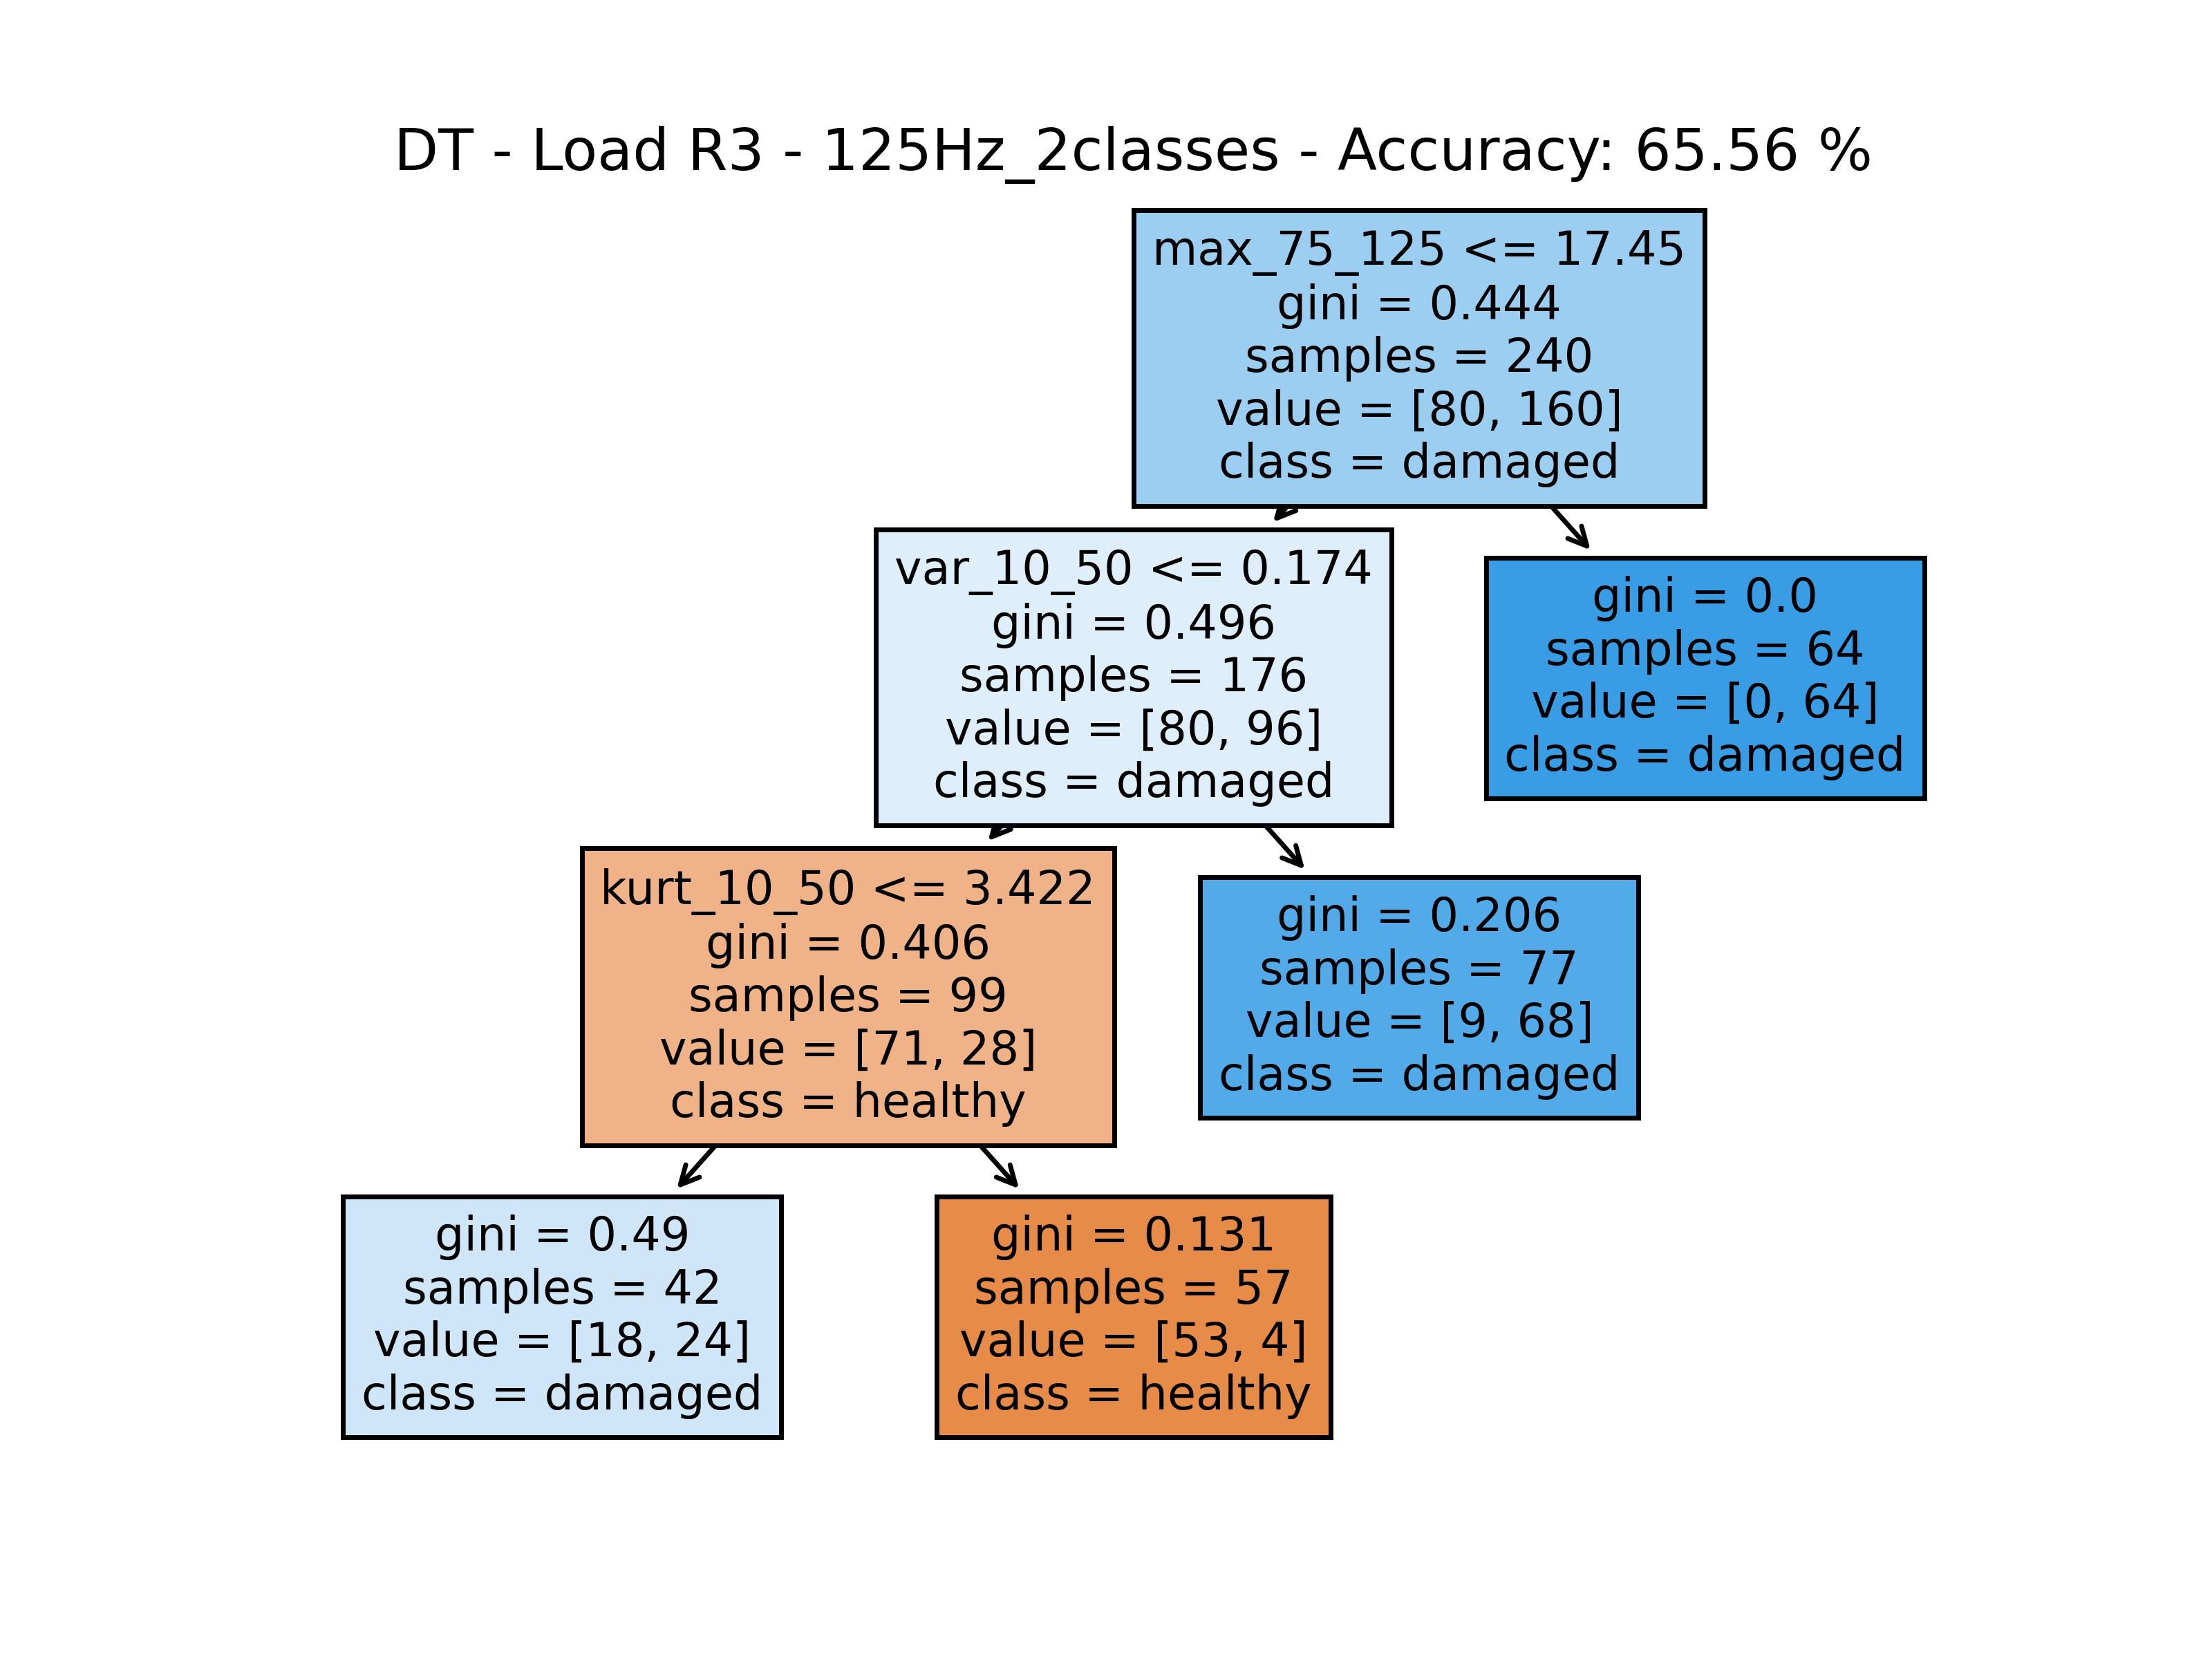 DT - Load R3 - 125Hz_2classes - Accuracy: 65.56 %
max_75_125 <= 17.45
gini = 0.444
samples = 240
value = [80, 160]
class = damaged
var_10_50 <= 0.174
gini = 0.496
samples = 176
value = [80, 96]
class = damaged
gini = 0.0
samples = 64
value = [0, 64]
class = damaged
kurt_10_50 <= 3.422
gini = 0.406
samples = 99
value = [71, 28]
class = healthy
gini = 0.206
samples = 77
value = [9, 68]
class = damaged
gini = 0.49
samples = 42
value = [18, 24]
class = damaged
gini = 0.131
samples = 57
value = [53, 4]
class = healthy